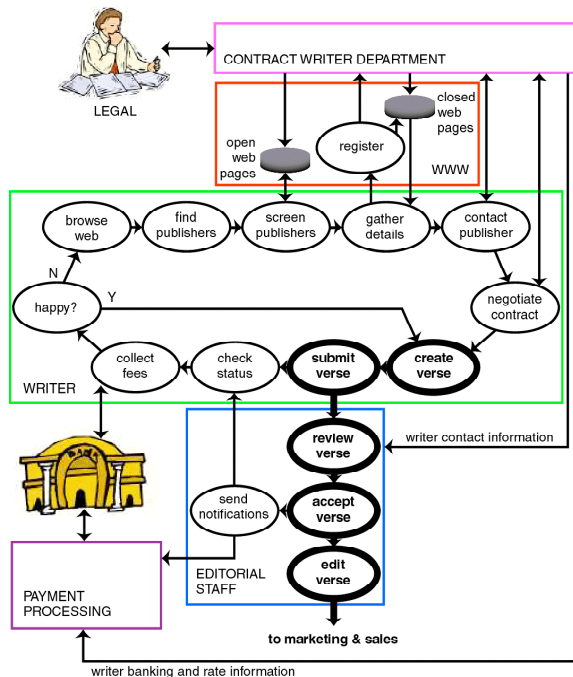 CONTRACT WRITER DEPARTMENT
LEGAL
closed
web
pages
open
web
pages
register
WWW
browse
web
find
publishers
screen
publishers
gather
details
contact
publisher
N
happy?
Y
negotiate
contract
collect
fees
check
status
submit
verse
create
verse
WRITER
review
verse
writer contact information
BANK
send
notifications
accept
verse
edit
verse
EDITORIAL
STAFF
PAYMENT
PROCESSING
to marketing & sales
writer banking and rate information